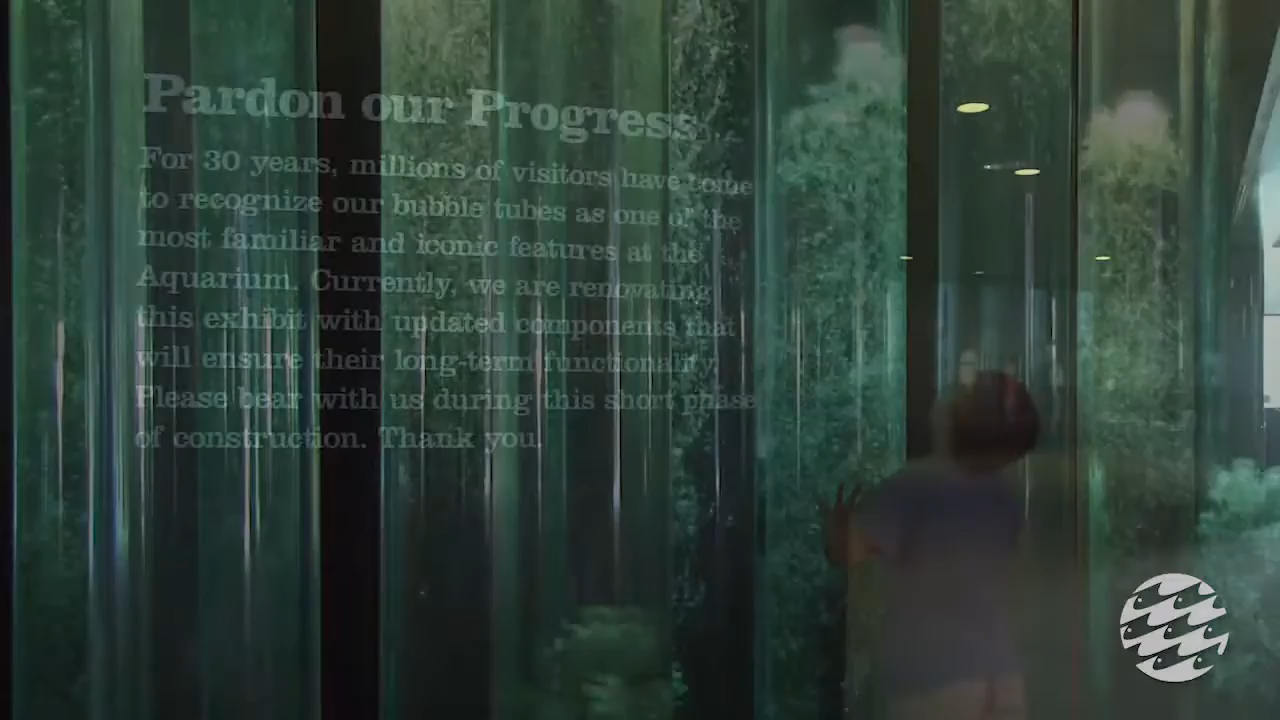 Pardon our Progress
For 30 years, millions of visitors have come
to recognize our bubble tubes as one of the
most familiar and iconic features at the
Aquarium. Currently, we are renovating
this exhibit with updated components that
will ensure their long-term functionality.
Please bear with us during this short phase
of construction. Thank you.